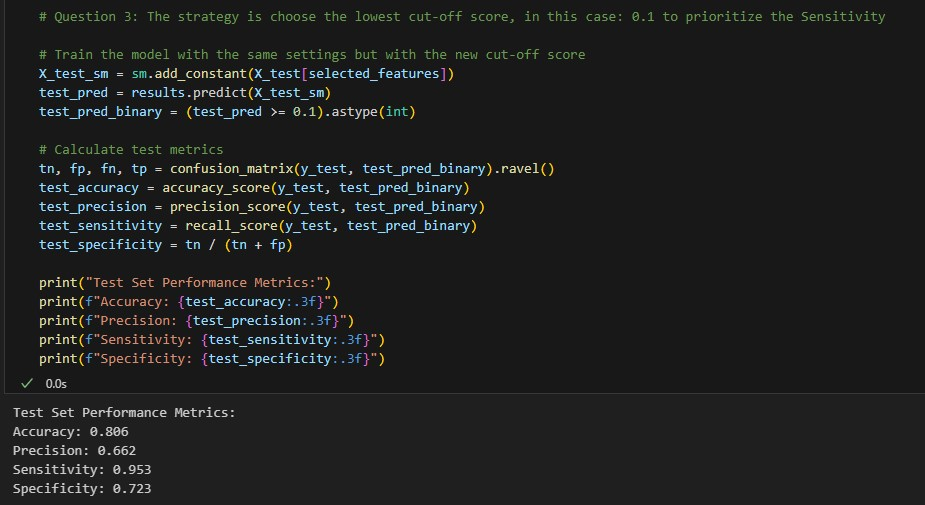 # Question 3: The strategy is choose the lowest cut-off score, in this case: 0.1 to prioritize the Sensitivity
# Train the model with the same settings but with the new cut-off score
X_test_sm = sm.add_constant(X_test[selected_features])
test_pred = results.predict(X_test_sm)
test_pred_binary = (test_pred >= 0.1).astype(int)
# Calculate test metrics
tn, fp, fn, tp = confusion_matrix(y_test, test_pred_binary).ravel()
test_accuracy = accuracy_score(y_test, test_pred_binary)
test_precision = precision_score(y_test, test_pred_binary)
test_sensitivity = recall_score(y_test, test_pred_binary)
test_specificity = tn / (tn + fp)
print("Test Set Performance Metrics:")
print(f"Accuracy: {test_accuracy:.3f}")
print(f"Precision: {test_precision:.3f}")
print(f"Sensitivity: {test_sensitivity:.3f}")
print(f"Specificity: {test_specificity:.3f}")
0.0s
Test Set Performance Metrics:
Accuracy: 0.806
Precision: 0.662
Sensitivity: 0.953
Specificity: 0.723